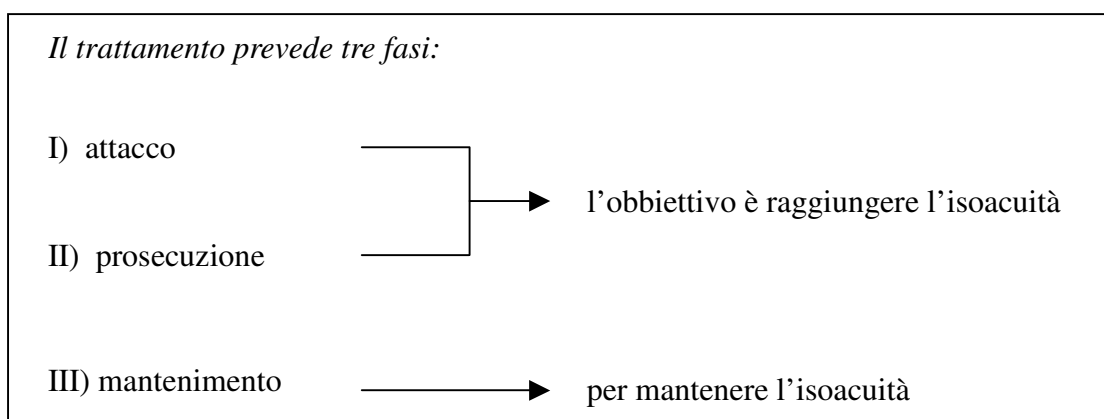 Il trattamento prevede tre fasi:
I) attacco
l’obbiettivo è raggiungere l’isoacuità
II) prosecuzione
III) mantenimento
per mantenere l’isoacuità